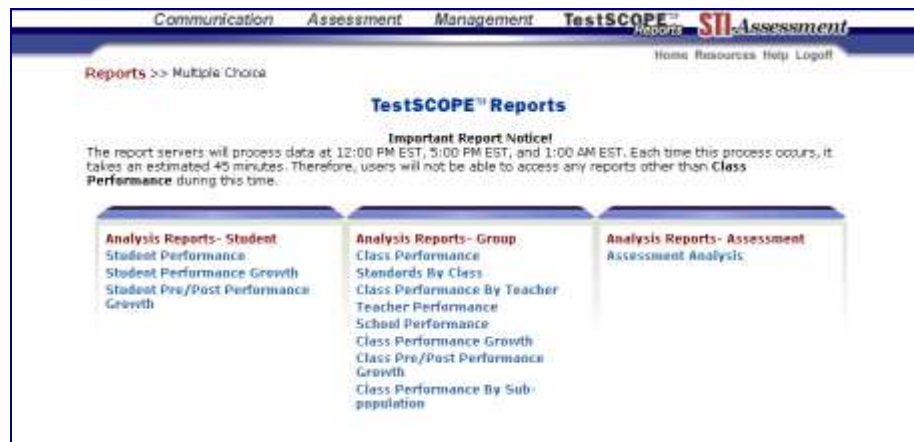 Communication Assessment Management TestSCOPE™ Reports STI Assessment
Home Resources Help Logoff
Reports >> Multiple Choice
TestSCOPE™ Reports
Important Report Notice!
The report servers will process data at 12:00 PM EST, 5:00 PM EST, and 1:00 AM EST. Each time this process occurs, it
takes an estimated 45 minutes. Therefore, users will not be able to access any reports other than Class
Performance during this time.
Analysis Reports- Student
Student Performance
Student Performance Growth
Student Pre/Post Performance
Growth
Analysis Reports- Group
Class Performance
Standards By Class
Class Performance By Teacher
Teacher Performance
School Performance
Class Performance Growth
Class Pre/Post Performance
Growth
Class Performance By Sub-
population
Analysis Reports- Assessment
Assessment Analysis